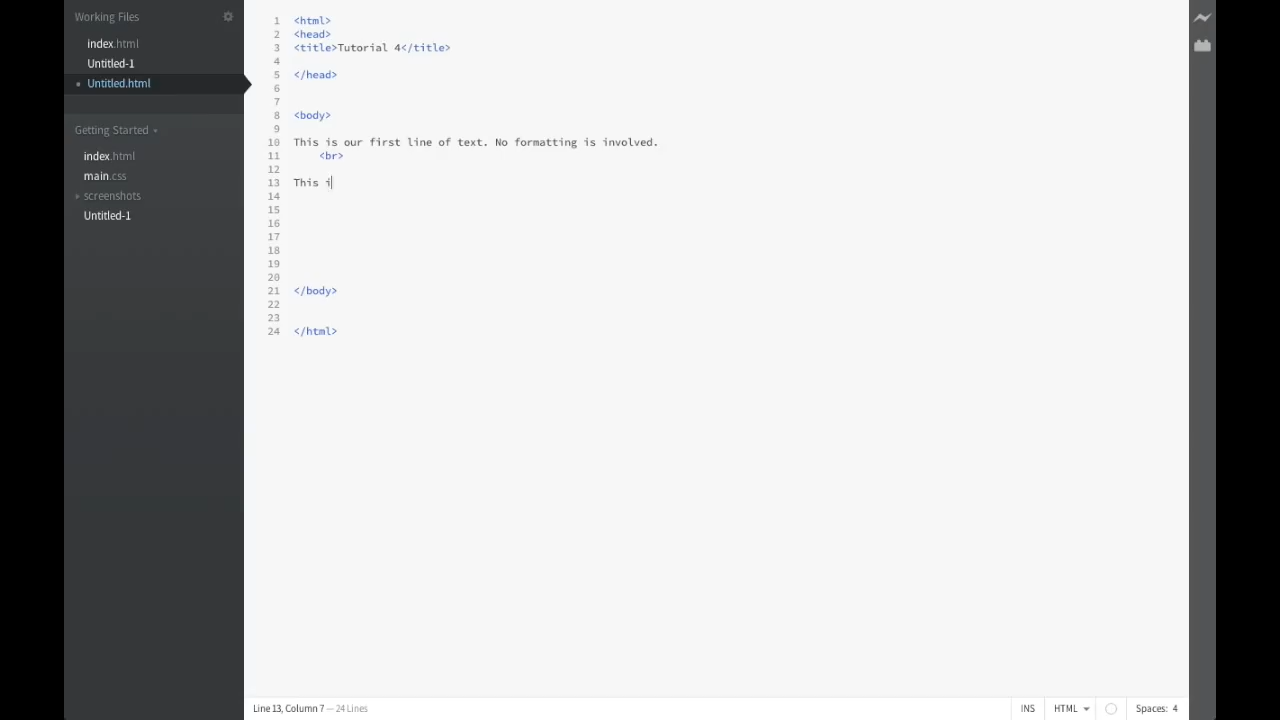 Working Files
index.html
Untitled-1
Untitled.html
Getting Started
index.html
main.css
screenshots
Untitled-1
1 <html>
2 <head>
3 <title>Tutorial 4</title>
4
5 </head>
6
7
8 <body>
9
10 This is our first line of text. No formatting is involved.
11     <br>
12
13 This i
14
15
16
17
18
19
20
21 </body>
22
23
24 </html>
Line 13, Column 7 — 24 Lines
INS HTML Spaces: 4